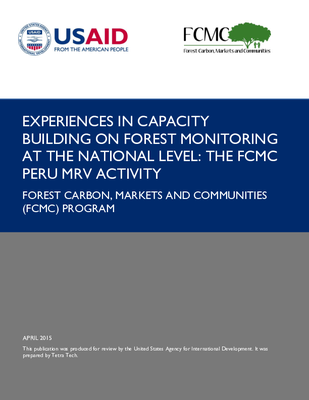 USAID
FROM THE AMERICAN PEOPLE
FCMC
Forest Carbon, Markets and Communities
EXPERIENCES IN CAPACITY
BUILDING ON FOREST MONITORING
AT THE NATIONAL LEVEL: THE FCMC
PERU MRV ACTIVITY
FOREST CARBON, MARKETS AND COMMUNITIES
(FCMC) PROGRAM
APRIL 2015
This publication was produced for review by the United States Agency for International Development. It was
prepared by Tetra Tech.